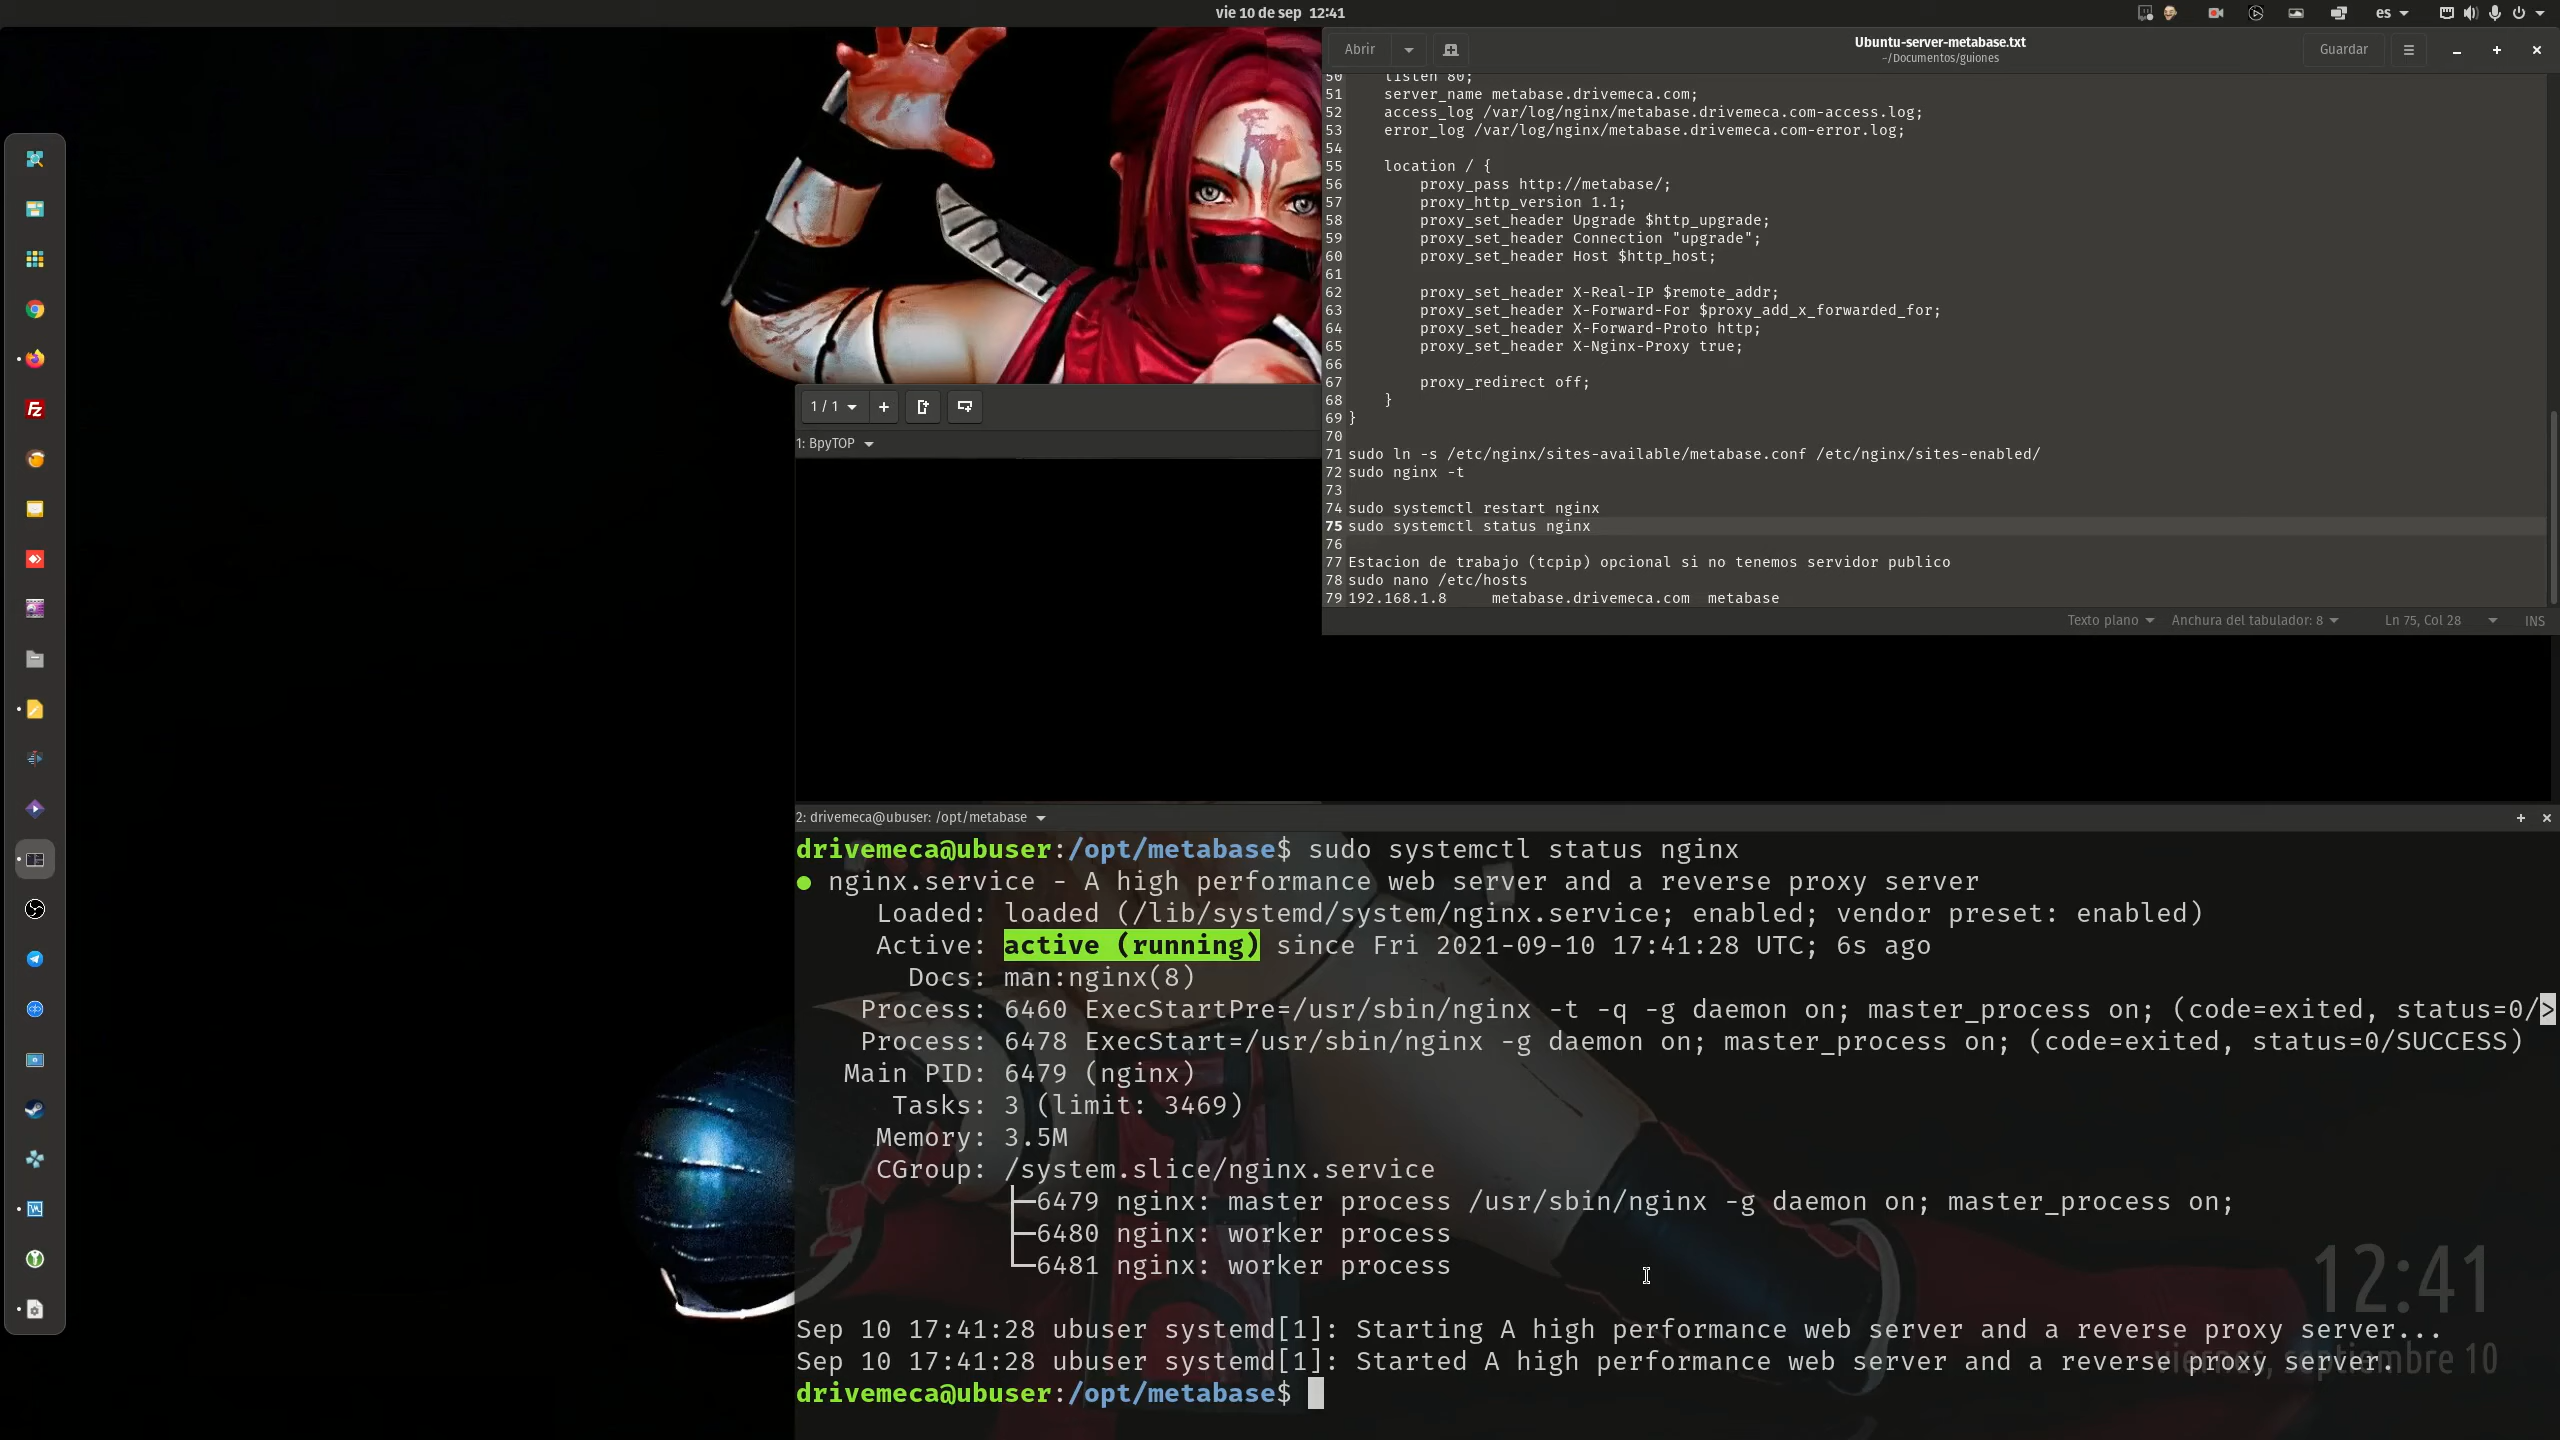 vie 10 de sep 12:41
es
Abrir
Ubuntu-server-metabase.txt
~/Documentos/guiones
Guardar
50     listen 80;
51     server_name metabase.drivemeca.com;
52     access_log /var/log/nginx/metabase.drivemeca.com-access.log;
53     error_log /var/log/nginx/metabase.drivemeca.com-error.log;
54
55     location / {
56         proxy_pass http://metabase/;
57         proxy_http_version 1.1;
58         proxy_set_header Upgrade $http_upgrade;
59         proxy_set_header Connection "upgrade";
60         proxy_set_header Host $http_host;
61
62         proxy_set_header X-Real-IP $remote_addr;
63         proxy_set_header X-Forward-For $proxy_add_x_forwarded_for;
64         proxy_set_header X-Forward-Proto http;
65         proxy_set_header X-Nginx-Proxy true;
66
67         proxy_redirect off;
68     }
69 }
70
71 sudo ln -s /etc/nginx/sites-available/metabase.conf /etc/nginx/sites-enabled/
72 sudo nginx -t
73
74 sudo systemctl restart nginx
75 sudo systemctl status nginx
76
77 Estacion de trabajo (tcpip) opcional si no tenemos servidor publico
78 sudo nano /etc/hosts
79 192.168.1.8     metabase.drivemeca.com  metabase
Texto plano   Anchura del tabulador: 8   Ln 75, Col 28   INS
1 / 1
1: BpyTOP
2: drivemeca@ubuser: /opt/metabase
drivemeca@ubuser:/opt/metabase$ sudo systemctl status nginx
● nginx.service - A high performance web server and a reverse proxy server
     Loaded: loaded (/lib/systemd/system/nginx.service; enabled; vendor preset: enabled)
     Active: active (running) since Fri 2021-09-10 17:41:28 UTC; 6s ago
       Docs: man:nginx(8)
    Process: 6460 ExecStartPre=/usr/sbin/nginx -t -q -g daemon on; master_process on; (code=exited, status=0/>
    Process: 6478 ExecStart=/usr/sbin/nginx -g daemon on; master_process on; (code=exited, status=0/SUCCESS)
   Main PID: 6479 (nginx)
      Tasks: 3 (limit: 3469)
     Memory: 3.5M
     CGroup: /system.slice/nginx.service
             ├─6479 nginx: master process /usr/sbin/nginx -g daemon on; master_process on;
             ├─6480 nginx: worker process
             └─6481 nginx: worker process
12:41
Sep 10 17:41:28 ubuser systemd[1]: Starting A high performance web server and a reverse proxy server...
Sep 10 17:41:28 ubuser systemd[1]: Started A high performance web server and a reverse proxy server.
viernes, septiembre 10
drivemeca@ubuser:/opt/metabase$